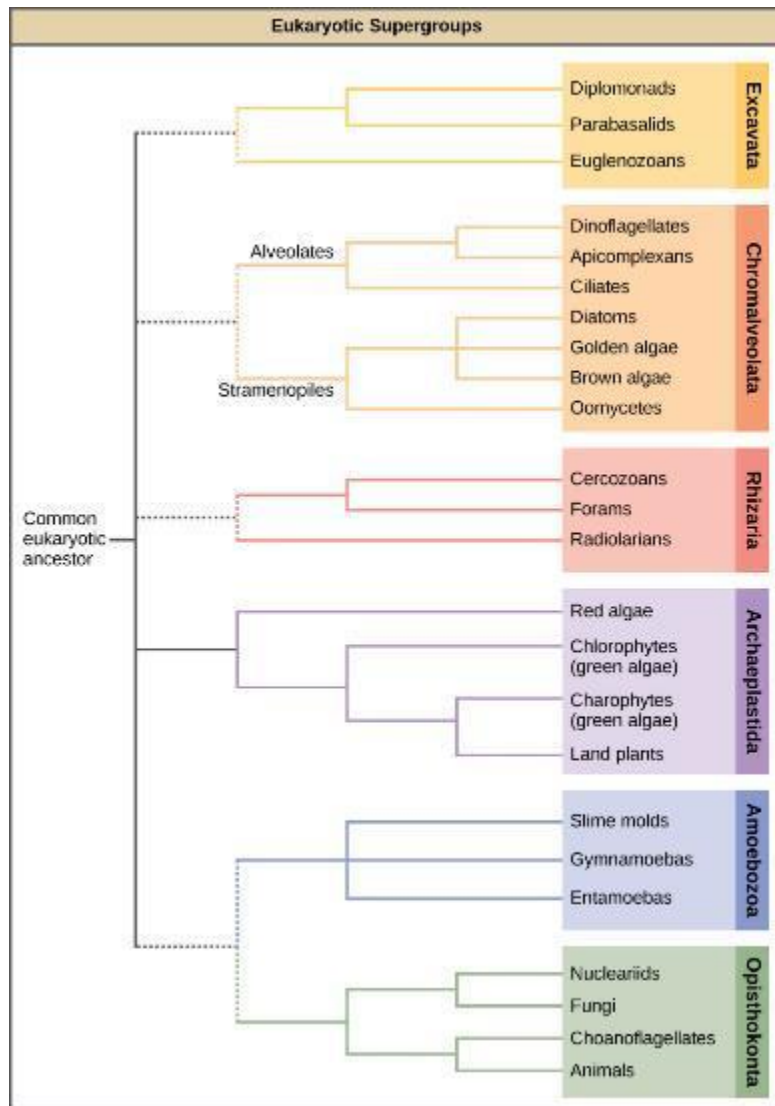 Eukaryotic Supergroups
Diplomonads
Parabasalids
Euglenozoans
Excavata
Alveolates
Dinoflagellates
Apicomplexans
Ciliates
Diatoms
Golden algae
Stramenopiles
Brown algae
Oomycetes
Chromalveolata
Cercozoans
Forams
Radiolarians
Rhizaria
Common
eukaryotic
ancestor
Red algae
Chlorophytes
(green algae)
Charophytes
(green algae)
Land plants
Archaeplastida
Slime molds
Gymnamoebas
Entamoebas
Amoebozoa
Nucleariids
Fungi
Choanoflagellates
Animals
Opisthokonta